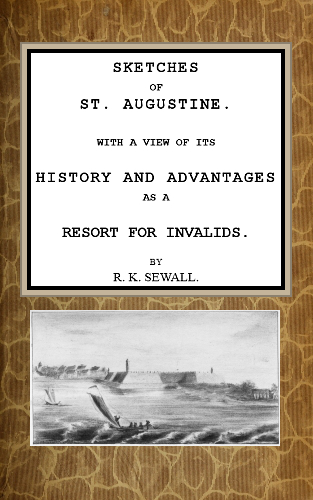 SKETCHES
OF
ST. AUGUSTINE.
WITH A VIEW OF ITS
HISTORY AND ADVANTAGES
AS A
RESORT FOR INVALIDS.
BY
R. K. SEWALL.